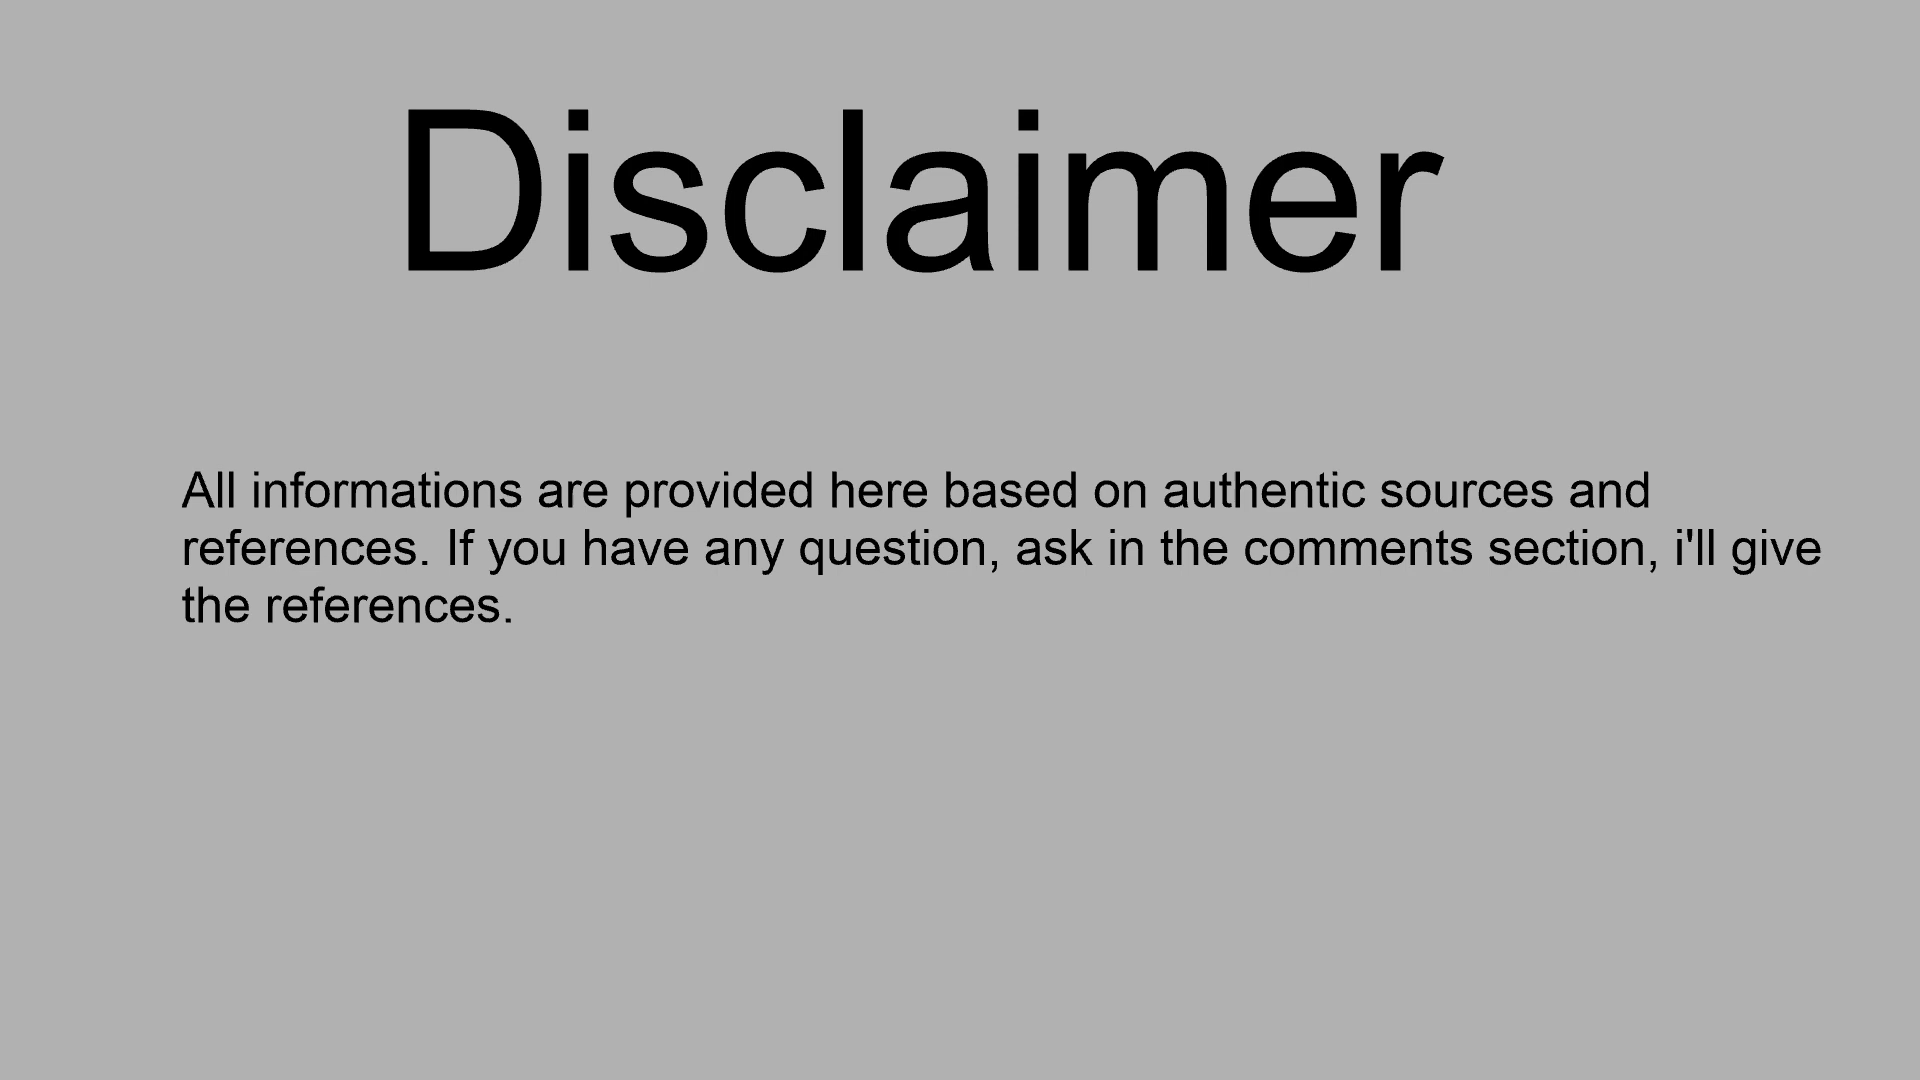 Disclaimer
All informations are provided here based on authentic sources and
references. If you have any question, ask in the comments section, i'll give
the references.